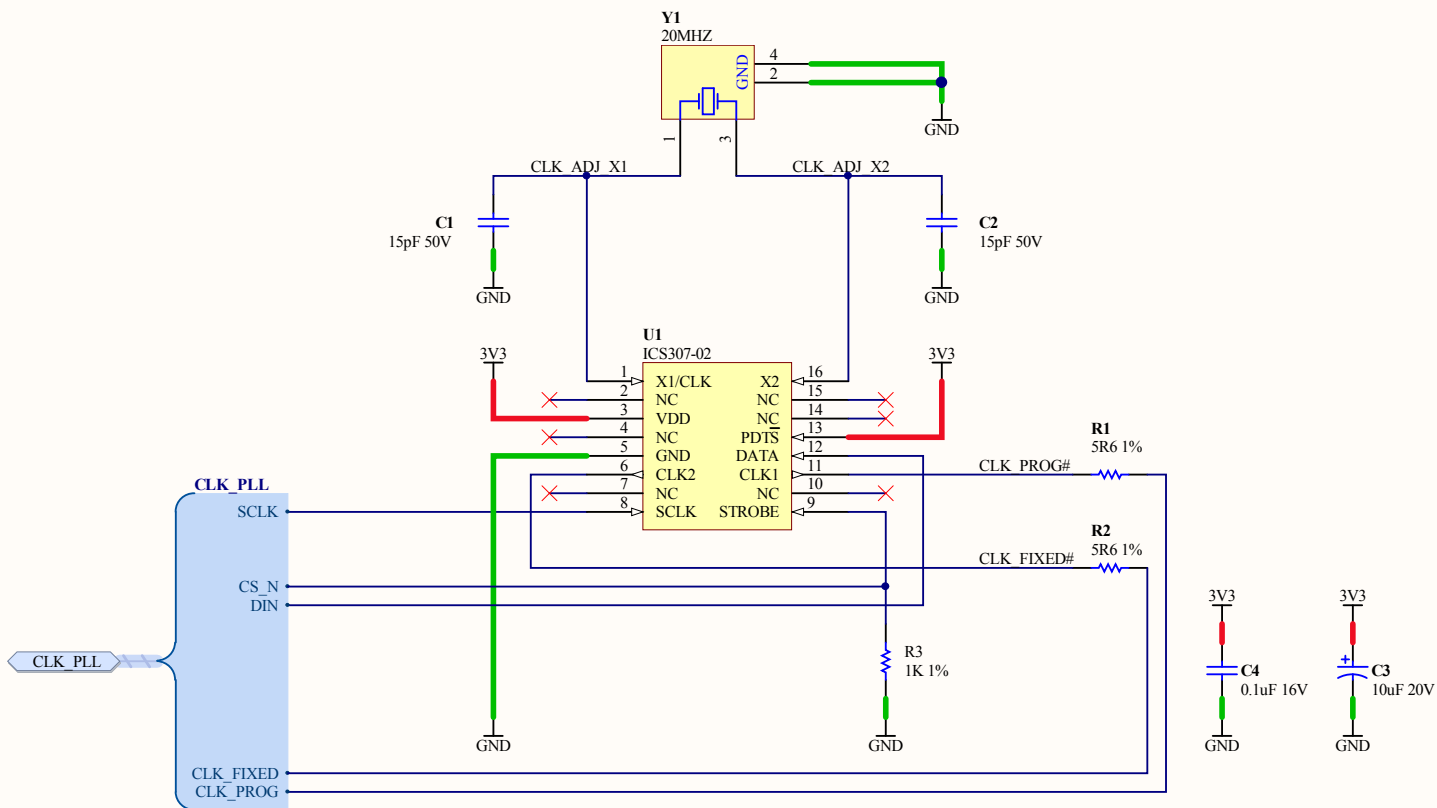 Y1
20MHZ
GND
4
2
1
3
GND
CLK_ADJ_X1
CLK_ADJ_X2
C1
15pF 50V
C2
15pF 50V
GND
GND
U1
ICS307-02
3V3
3V3
1 X1/CLK X2 16
2 NC NC 15
3 VDD NC 14
4 NC PDTS 13
5 GND DATA 12
6 CLK2 CLK1 11
7 NC NC 10
8 SCLK STROBE 9
R1
5R6 1%
CLK_PROG#
R2
5R6 1%
CLK_FIXED#
CLK_PLL
SCLK
CS_N
DIN
CLK_PLL
CLK_FIXED
CLK_PROG
R3
1K 1%
GND
GND
3V3
3V3
C4
0.1uF 16V
C3
10uF 20V
GND
GND